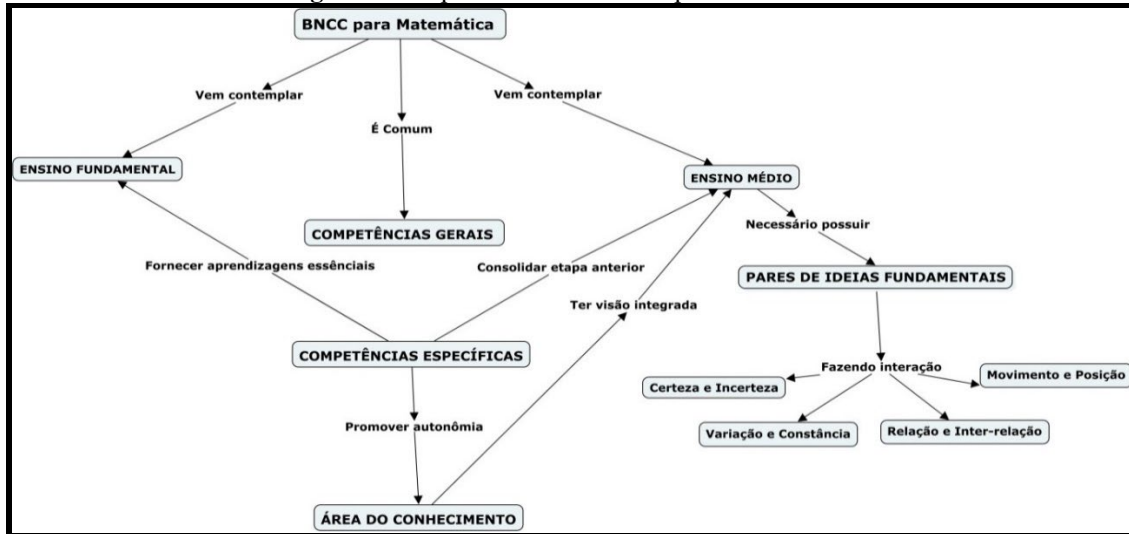 BNCC para Matemática
Vem contemplar
Vem contemplar
É Comum
ENSINO FUNDAMENTAL
ENSINO MÉDIO
Necessário possuir
COMPETÊNCIAS GERAIS
Fornecer aprendizagens essênciais
Consolidar etapa anterior
PARES DE IDEIAS FUNDAMENTAIS
Ter visão integrada
COMPETÊNCIAS ESPECÍFICAS
Fazendo interação
Movimento e Posição
Certeza e Incerteza
Promover autonômia
Variação e Constância
Relação e Inter-relação
ÁREA DO CONHECIMENTO